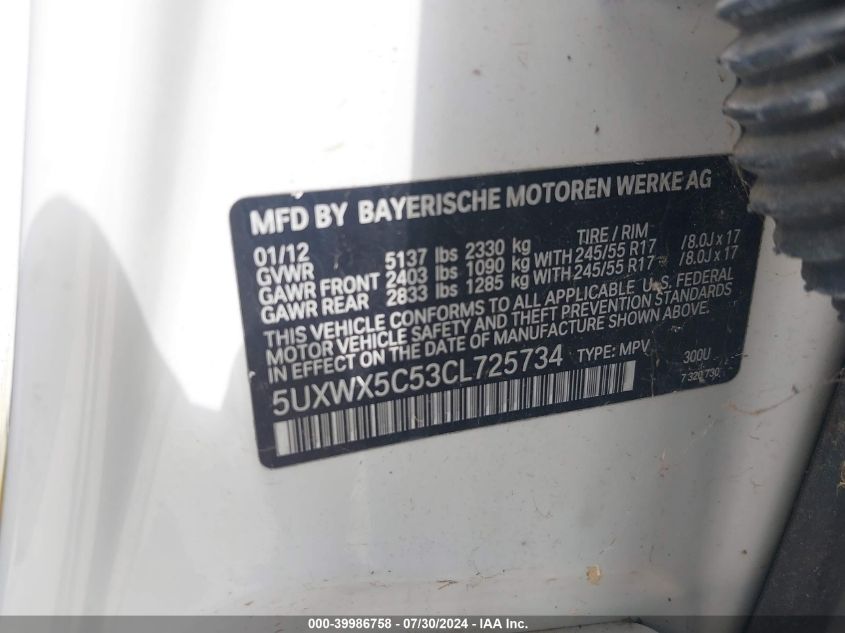 MFD BY BAYERISCHE MOTOREN WERKE AG
01/12 TIRE / RIM
GVWR 5137 lbs 2330 kg
GAWR FRONT 2403 lbs 1090 kg WITH 245/55 R17 /8.0J x 17
GAWR REAR 2833 lbs 1285 kg WITH 245/55 R17 /8.0J x 17
THIS VEHICLE CONFORMS TO ALL APPLICABLE U.S. FEDERAL
MOTOR VEHICLE SAFETY AND THEFT PREVENTION STANDARDS
IN EFFECT ON THE DATE OF MANUFACTURE SHOWN ABOVE.
5UXWX5C53CL725734 TYPE: MPV 300U
7 320 730
000-39986758 / 07/30/2024 - IAA Inc.